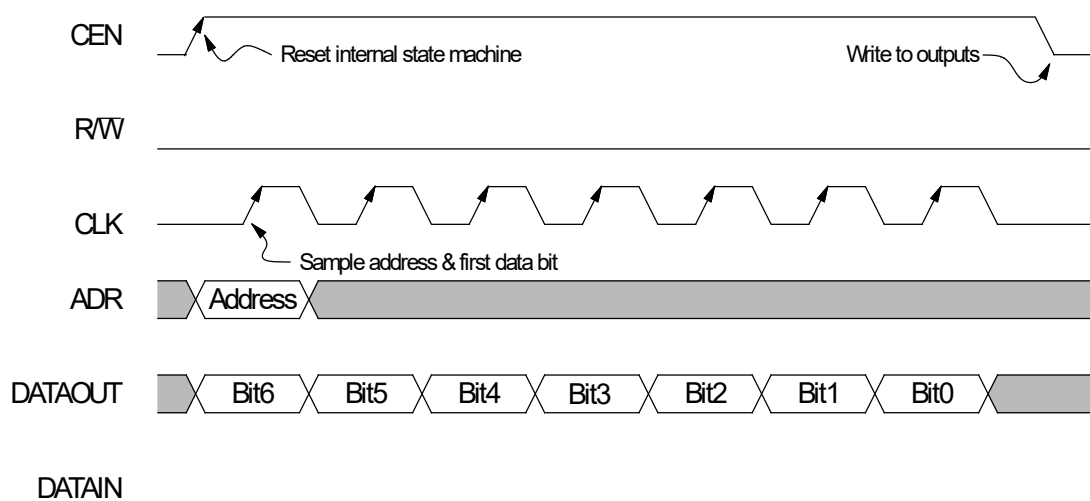 CEN
Reset internal state machine
Write to outputs
R/W̅
CLK
Sample address & first data bit
ADR
Address
DATAOUT
Bit6 Bit5 Bit4 Bit3 Bit2 Bit1 Bit0
DATAIN